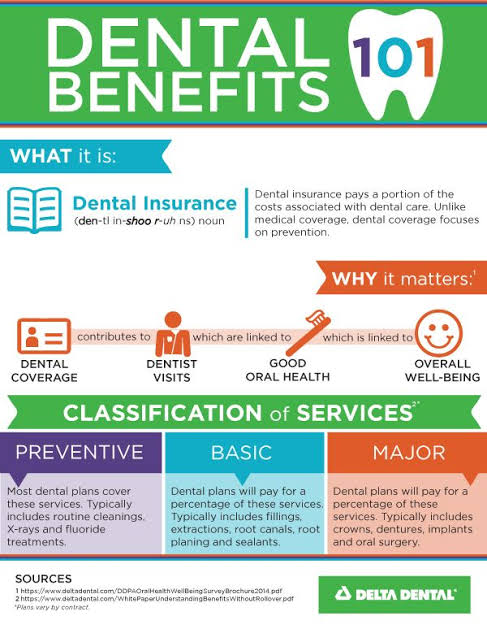 DENTAL
BENEFITS
101
WHAT it is:
Dental Insurance
(den-tl in-shoo r-uh ns) noun
Dental insurance pays a portion of the
costs associated with dental care. Unlike
medical coverage, dental coverage focuses
on prevention.
WHY it matters:¹
DENTAL
COVERAGE
contributes to
DENTIST
VISITS
which are linked to
GOOD
ORAL HEALTH
which is linked to
OVERALL
WELL-BEING
CLASSIFICATION of SERVICES²*
PREVENTIVE
Most dental plans cover
these services. Typically
includes routine cleanings,
X-rays and fluoride
treatments.
BASIC
Dental plans will pay for a
percentage of these services.
Typically includes fillings,
extractions, root canals, root
planing and sealants.
MAJOR
Dental plans will pay for a
percentage of these
services. Typically includes
crowns, dentures, implants
and oral surgery.
SOURCES
1 https://www.deltadental.com/DDPAOralHealthWellBeingSurveyBrochure2014.pdf
2 https://www.deltadental.com/WhitePaperUnderstandingBenefitsWithoutRollover.pdf
*Plans vary by contract.
DELTA DENTAL®